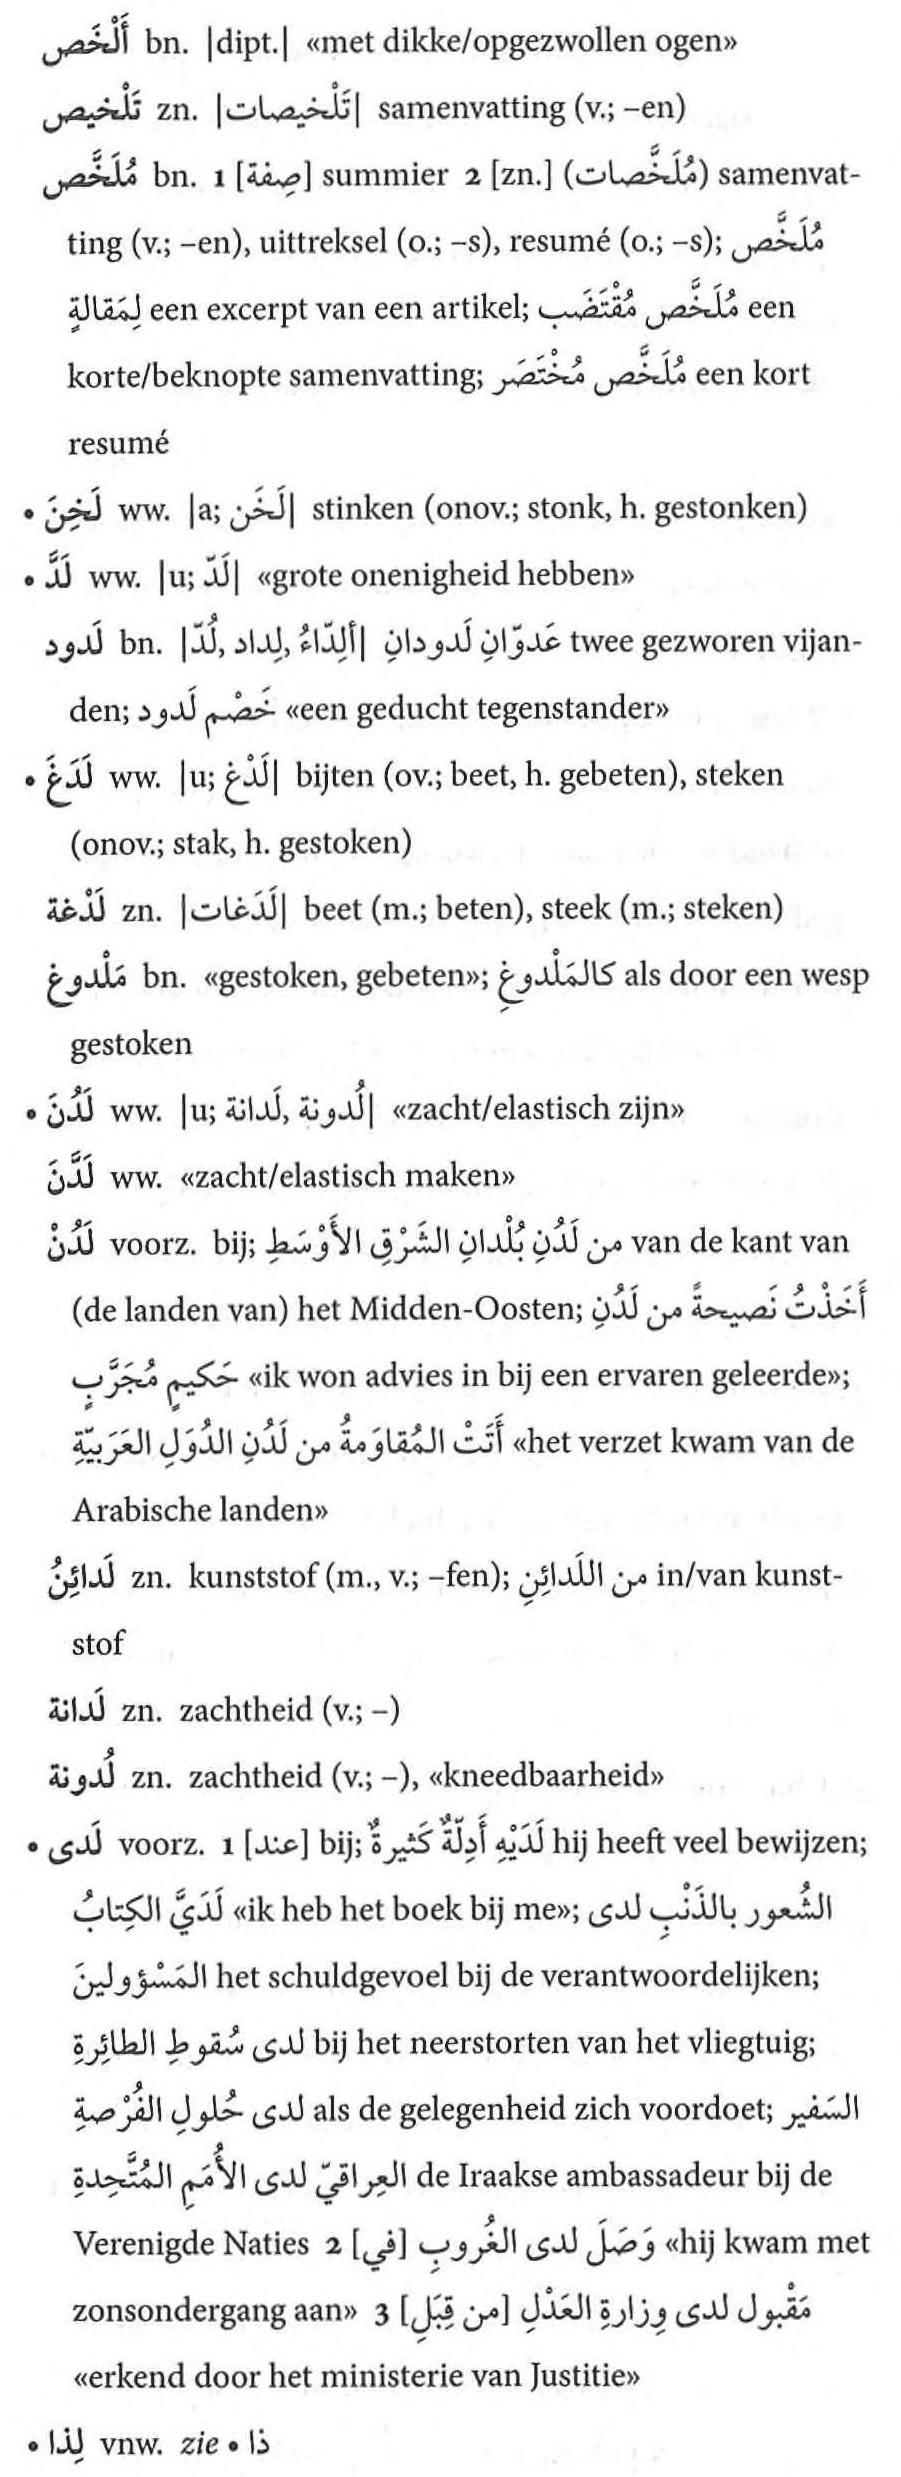 أَلْخَص bn. |dipt.| «met dikke/opgezwollen ogen»
تَلْخيص zn. |تَلْخيصات| samenvatting (v.; –en)
مُلَخَّص bn. 1 [صِفة] summier 2 [zn.] (مُلَخَّصات) samenvat-
ting (v.; –en), uittreksel (o.; –s), resumé (o.; –s); مُلَخَّص
لِمَقالةٍ een excerpt van een artikel; مُلَخَّص مُقْتَضَب een
korte/beknopte samenvatting; مُلَخَّص مُخْتَصَر een kort
resumé
• لَخِنَ ww. |a; لَخَن| stinken (onov.; stonk, h. gestonken)
• لَدَّ ww. |u; لَدّ| «grote onenigheid hebben»
لَدود bn. |أَلِدّاءُ ,لِداد ,لُدّ| عَدوّانِ لَدودانِ twee gezworen vijan-
den; خَصْم لَدود «een geducht tegenstander»
• لَدَغَ ww. |u; لَدْغ| bijten (ov.; beet, h. gebeten), steken
(onov.; stak, h. gestoken)
لَدْغة zn. |لَدَغات| beet (m.; beten), steek (m.; steken)
مَلْدوغ bn. «gestoken, gebeten»; كالمَلْدوغِ als door een wesp
gestoken
• لَدُنَ ww. |u; لَدانة, لُدونة| «zacht/elastisch zijn»
لَدَّنَ ww. «zacht/elastisch maken»
لَدُنْ voorz. bij; من لَدُنِ بُلْدانِ الشَرْقِ الأَوْسَطِ van de kant van
(de landen van) het Midden-Oosten; أَخَذْتُ نَصيحةً من لَدُنِ
حَكيمٍ مُجَرَّبٍ «ik won advies in bij een ervaren geleerde»;
أَتَتْ المُقاوَمةُ من لَدُنِ الدُوَلِ العَرَبيّةِ «het verzet kwam van de
Arabische landen»
لَدائِنُ zn. kunststof (m., v.; –fen); من اللَدائِنِ in/van kunst-
stof
لَدانة zn. zachtheid (v.; –)
لُدونة zn. zachtheid (v.; –), «kneedbaarheid»
• لَدى voorz. 1 [عند] bij; لَدَيْهِ أَدِلّةٌ كَثيرةٌ hij heeft veel bewijzen;
لَدَيَّ الكِتابُ «ik heb het boek bij me»; الشُعور بالذَنْبِ لدى
المَسْؤولينَ het schuldgevoel bij de verantwoordelijken;
لدى سُقوطِ الطائِرةِ bij het neerstorten van het vliegtuig;
لدى حُلولِ الفُرْصةِ als de gelegenheid zich voordoet; السَفير
العِراقيّ لدى الأُمَمِ المُتَّحِدةِ de Iraakse ambassadeur bij de
Verenigde Naties 2 [في] وَصَلَ لدى الغُروبِ «hij kwam met
zonsondergang aan» 3 [من قِبَلِ] مَقْبول لدى وِزارةِ العَدْلِ
«erkend door het ministerie van Justitie»
• لِذا vnw. zie • ذا